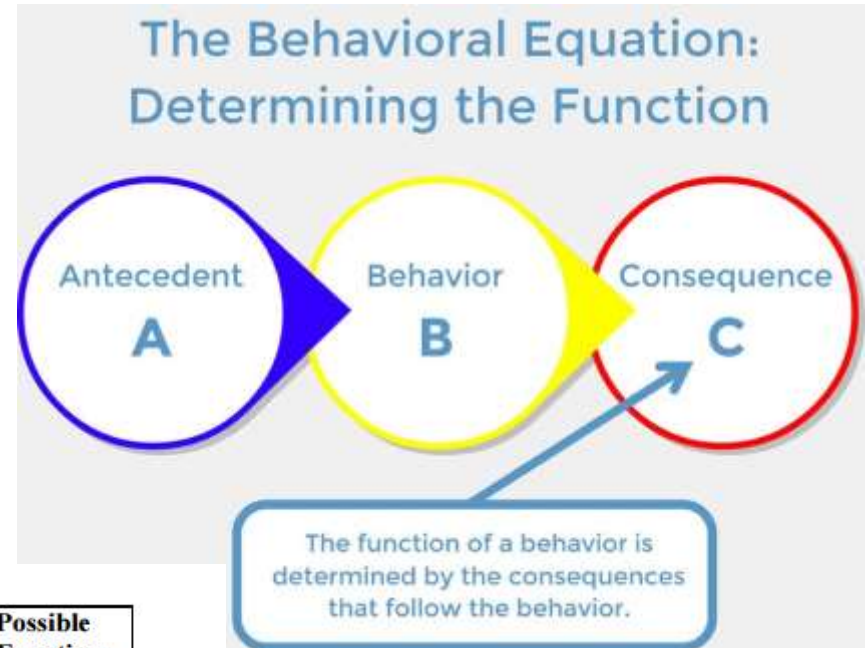 The Behavioral Equation:
Determining the Function
Antecedent
A
Behavior
B
Consequence
C
The function of a behavior is
determined by the consequences
that follow the behavior.
Possible